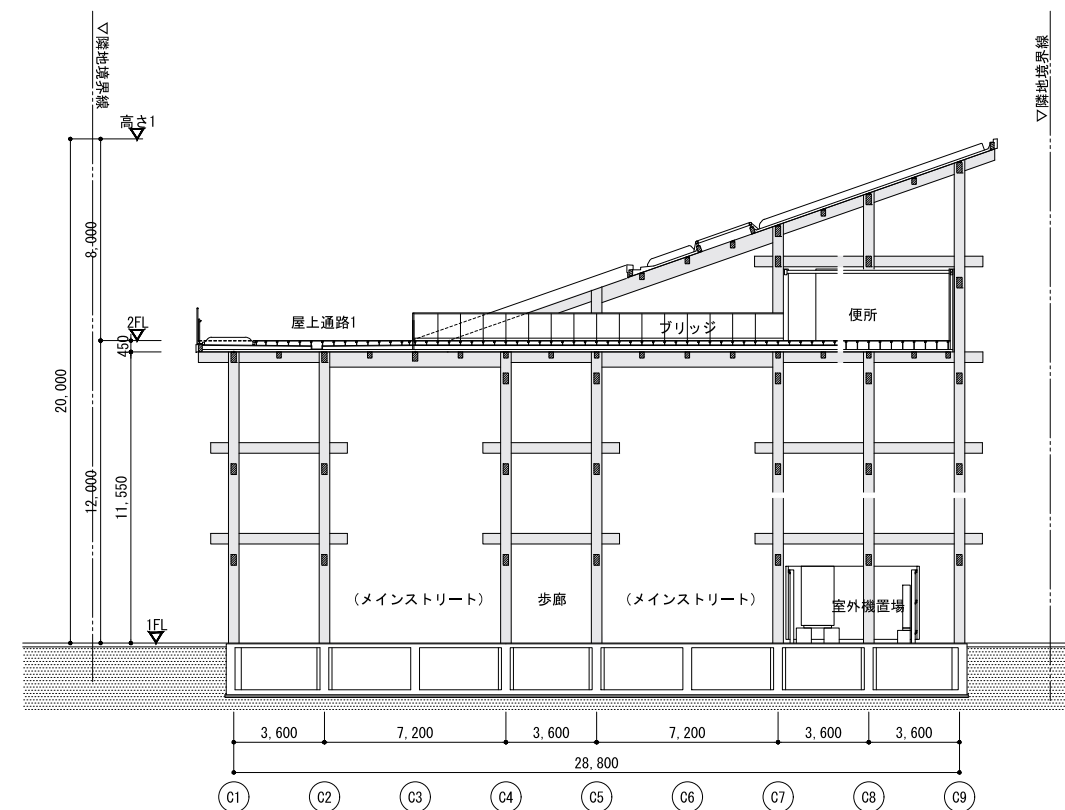 ▽隣地境界線
▽隣地境界線
高さ1
8,000
2FL
450
20,000
12,000
11,550
屋上通路1
ブリッジ
便所
(メインストリート)
歩廊
(メインストリート)
室外機置場
1FL
3,600
7,200
3,600
7,200
3,600
3,600
28,800
C1
C2
C3
C4
C5
C6
C7
C8
C9